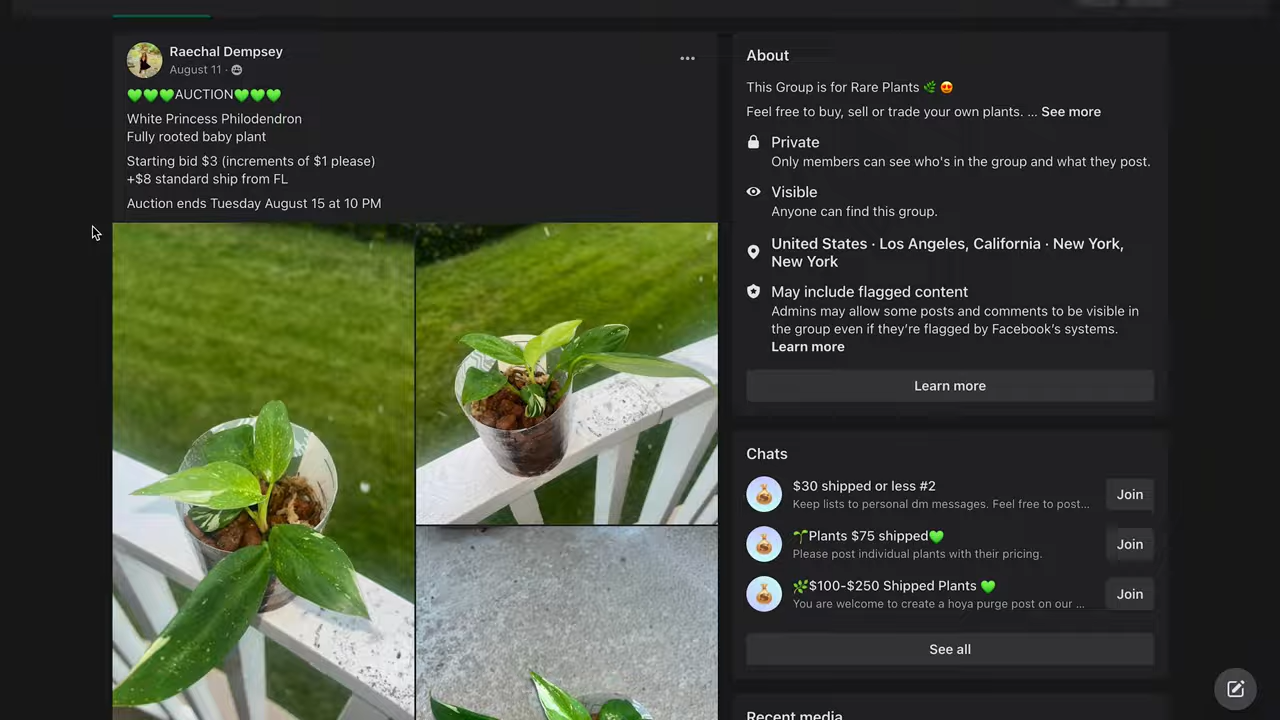 Raechal Dempsey
August 11 ·
💚💚💚AUCTION💚💚💚
White Princess Philodendron
Fully rooted baby plant
Starting bid $3 (increments of $1 please)
+$8 standard ship from FL
Auction ends Tuesday August 15 at 10 PM
About
This Group is for Rare Plants 🌿 😍
Feel free to buy, sell or trade your own plants. ... See more
Private
Only members can see who's in the group and what they post.
Visible
Anyone can find this group.
United States · Los Angeles, California · New York,
New York
May include flagged content
Admins may allow some posts and comments to be visible in
the group even if they’re flagged by Facebook’s systems.
Learn more
Learn more
Chats
$30 shipped or less #2
Keep lists to personal dm messages. Feel free to post...
Join
🌱Plants $75 shipped💚
Please post individual plants with their pricing.
Join
🌿$100-$250 Shipped Plants 💚
You are welcome to create a hoya purge post on our ...
Join
See all
Recent media